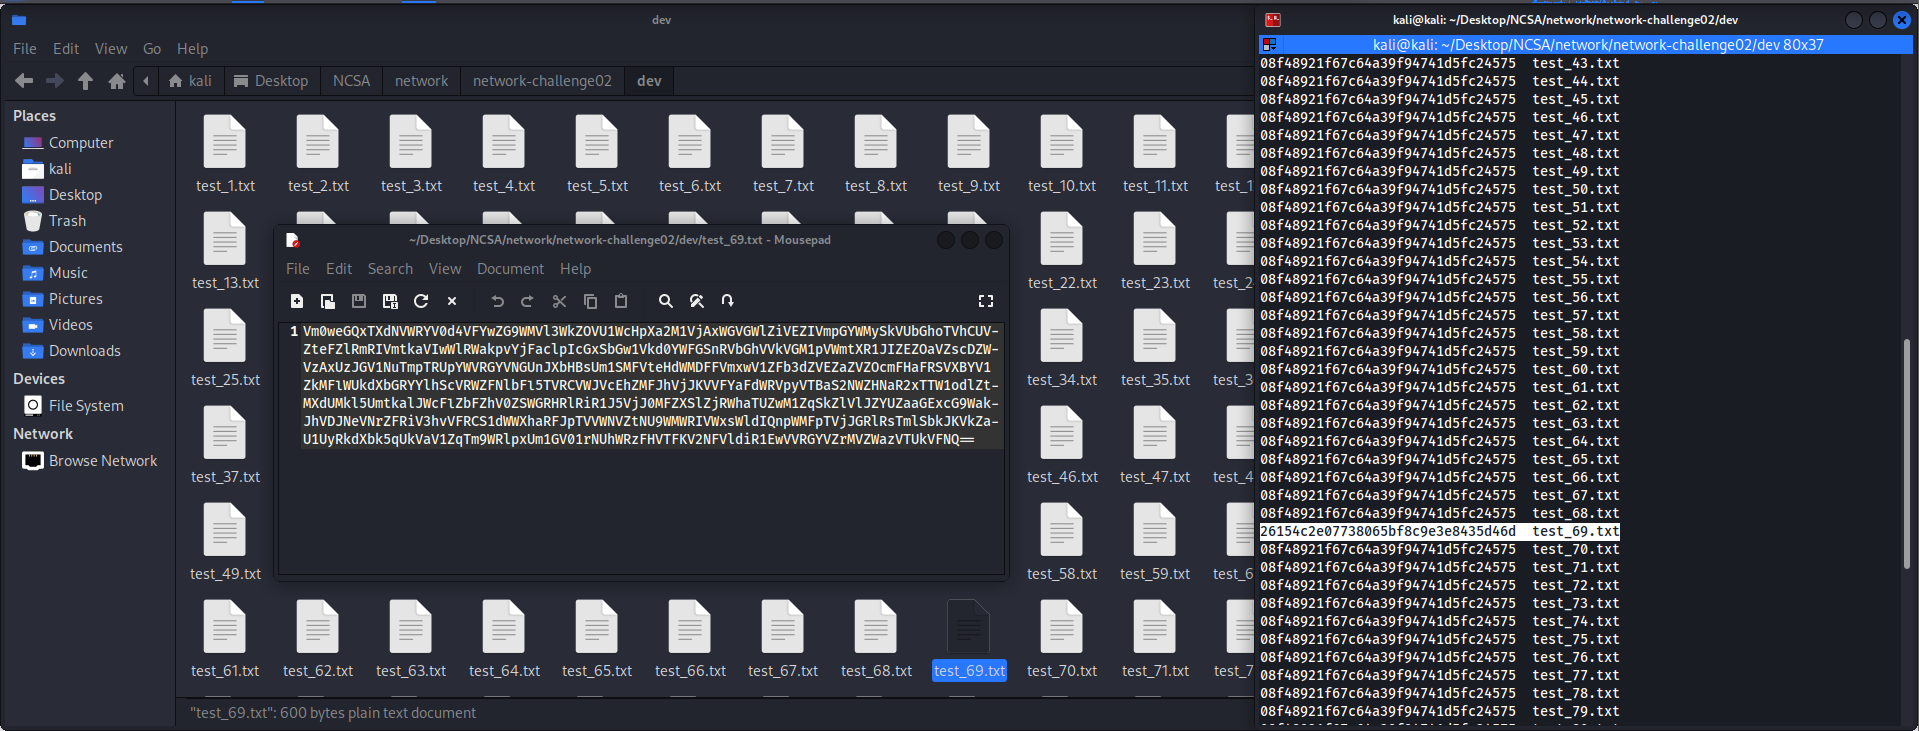 dev
File Edit View Go Help
kali Desktop NCSA network network-challenge02 dev
Places
Computer
kali
Desktop
Trash
Documents
Music
Pictures
Videos
Downloads
Devices
File System
Network
Browse Network
test_1.txt test_2.txt test_3.txt test_4.txt test_5.txt test_6.txt test_7.txt test_8.txt test_9.txt test_10.txt test_11.txt test_1
test_13.txt test_22.txt test_23.txt test_2
test_25.txt test_34.txt test_35.txt test_3
test_37.txt test_46.txt test_47.txt test_4
test_49.txt test_58.txt test_59.txt test_6
test_61.txt test_62.txt test_63.txt test_64.txt test_65.txt test_66.txt test_67.txt test_68.txt test_69.txt test_70.txt test_71.txt test_7
"test_69.txt": 600 bytes plain text document
~/Desktop/NCSA/network/network-challenge02/dev/test_69.txt - Mousepad
File Edit Search View Document Help
1
kali@kali: ~/Desktop/NCSA/network/network-challenge02/dev
kali@kali: ~/Desktop/NCSA/network/network-challenge02/dev 80x37
08f48921f67c64a39f94741d5fc24575 test_43.txt
08f48921f67c64a39f94741d5fc24575 test_44.txt
08f48921f67c64a39f94741d5fc24575 test_45.txt
08f48921f67c64a39f94741d5fc24575 test_46.txt
08f48921f67c64a39f94741d5fc24575 test_47.txt
08f48921f67c64a39f94741d5fc24575 test_48.txt
08f48921f67c64a39f94741d5fc24575 test_49.txt
08f48921f67c64a39f94741d5fc24575 test_50.txt
08f48921f67c64a39f94741d5fc24575 test_51.txt
08f48921f67c64a39f94741d5fc24575 test_52.txt
08f48921f67c64a39f94741d5fc24575 test_53.txt
08f48921f67c64a39f94741d5fc24575 test_54.txt
08f48921f67c64a39f94741d5fc24575 test_55.txt
08f48921f67c64a39f94741d5fc24575 test_56.txt
08f48921f67c64a39f94741d5fc24575 test_57.txt
08f48921f67c64a39f94741d5fc24575 test_58.txt
08f48921f67c64a39f94741d5fc24575 test_59.txt
08f48921f67c64a39f94741d5fc24575 test_60.txt
08f48921f67c64a39f94741d5fc24575 test_61.txt
08f48921f67c64a39f94741d5fc24575 test_62.txt
08f48921f67c64a39f94741d5fc24575 test_63.txt
08f48921f67c64a39f94741d5fc24575 test_64.txt
08f48921f67c64a39f94741d5fc24575 test_65.txt
08f48921f67c64a39f94741d5fc24575 test_66.txt
08f48921f67c64a39f94741d5fc24575 test_67.txt
08f48921f67c64a39f94741d5fc24575 test_68.txt
26154c2e07738065bf8c9e3e8435d46d test_69.txt
08f48921f67c64a39f94741d5fc24575 test_70.txt
08f48921f67c64a39f94741d5fc24575 test_71.txt
08f48921f67c64a39f94741d5fc24575 test_72.txt
08f48921f67c64a39f94741d5fc24575 test_73.txt
08f48921f67c64a39f94741d5fc24575 test_74.txt
08f48921f67c64a39f94741d5fc24575 test_75.txt
08f48921f67c64a39f94741d5fc24575 test_76.txt
08f48921f67c64a39f94741d5fc24575 test_77.txt
08f48921f67c64a39f94741d5fc24575 test_78.txt
08f48921f67c64a39f94741d5fc24575 test_79.txt